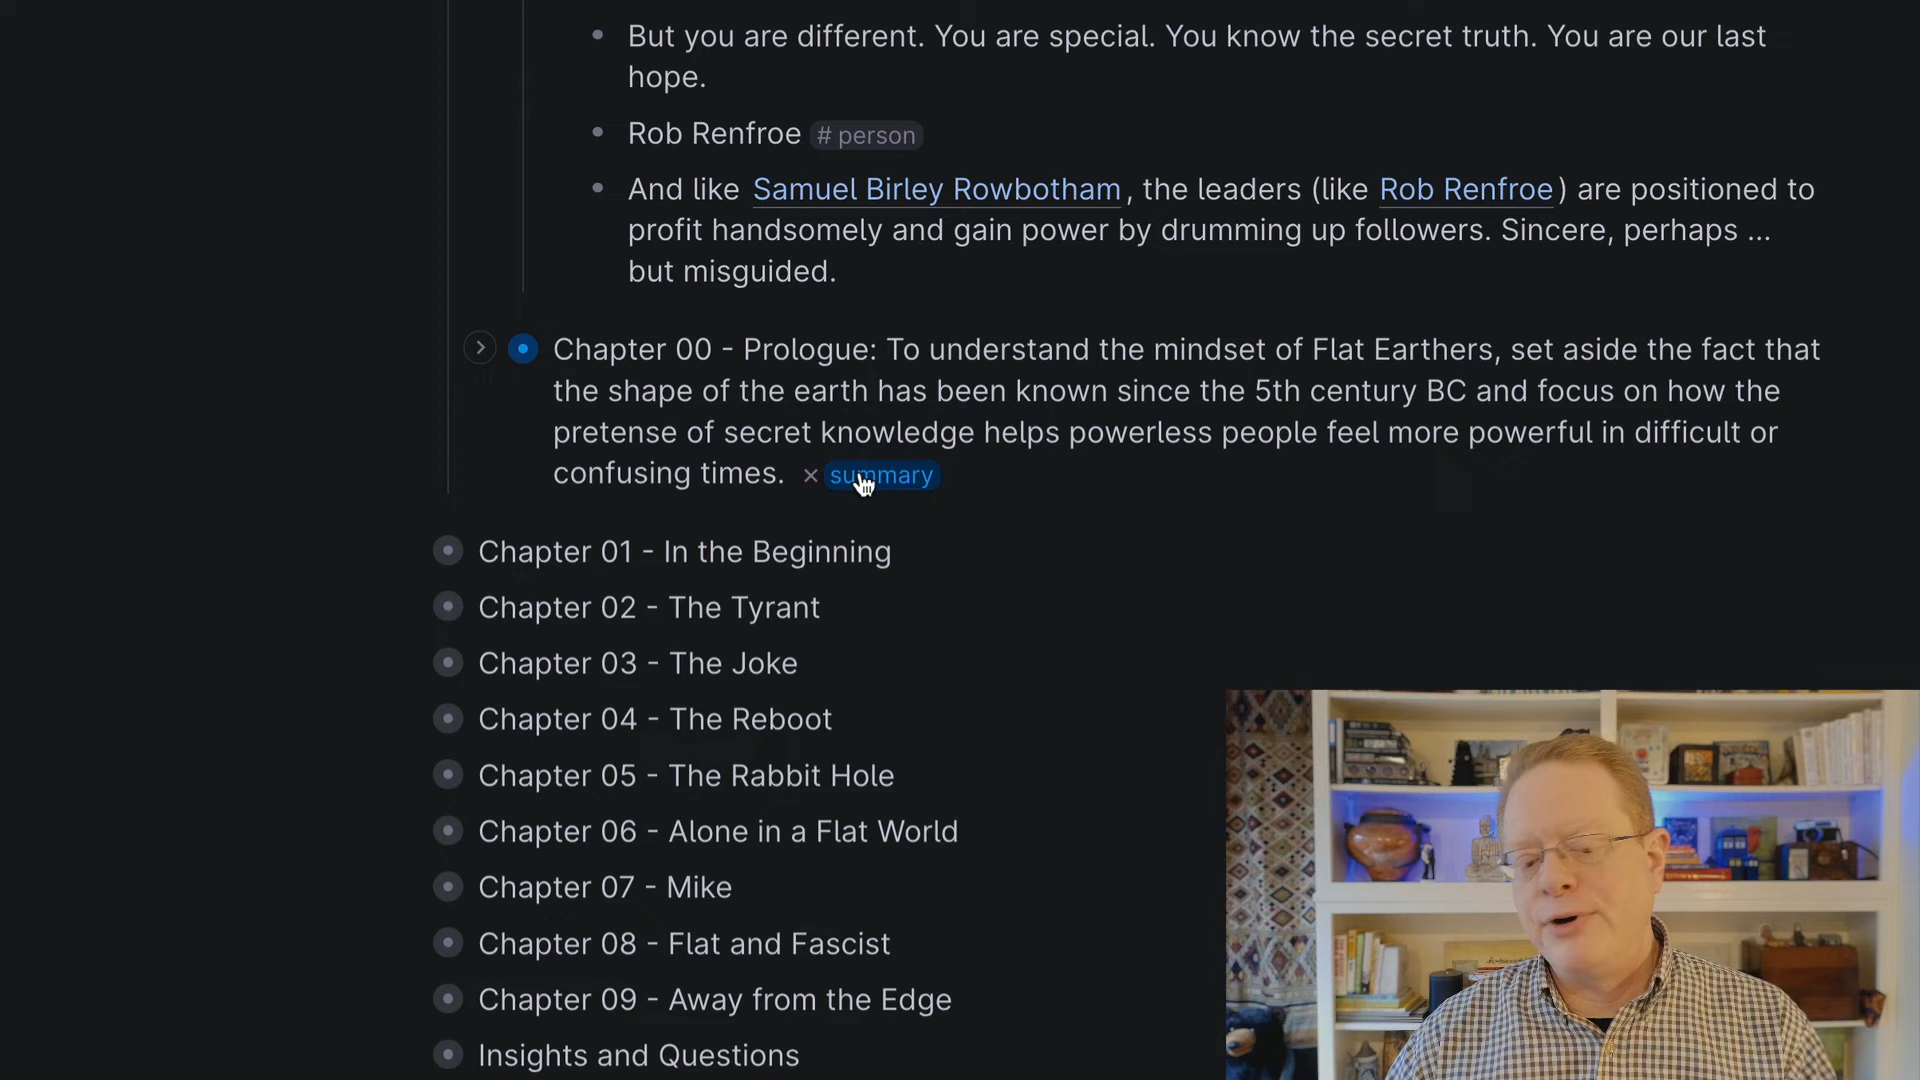 But you are different. You are special. You know the secret truth. You are our last
hope.
Rob Renfroe # person
And like Samuel Birley Rowbotham, the leaders (like Rob Renfroe) are positioned to
profit handsomely and gain power by drumming up followers. Sincere, perhaps ...
but misguided.
Chapter 00 - Prologue: To understand the mindset of Flat Earthers, set aside the fact that
the shape of the earth has been known since the 5th century BC and focus on how the
pretense of secret knowledge helps powerless people feel more powerful in difficult or
confusing times. × summary
Chapter 01 - In the Beginning
Chapter 02 - The Tyrant
Chapter 03 - The Joke
Chapter 04 - The Reboot
Chapter 05 - The Rabbit Hole
Chapter 06 - Alone in a Flat World
Chapter 07 - Mike
Chapter 08 - Flat and Fascist
Chapter 09 - Away from the Edge
Insights and Questions